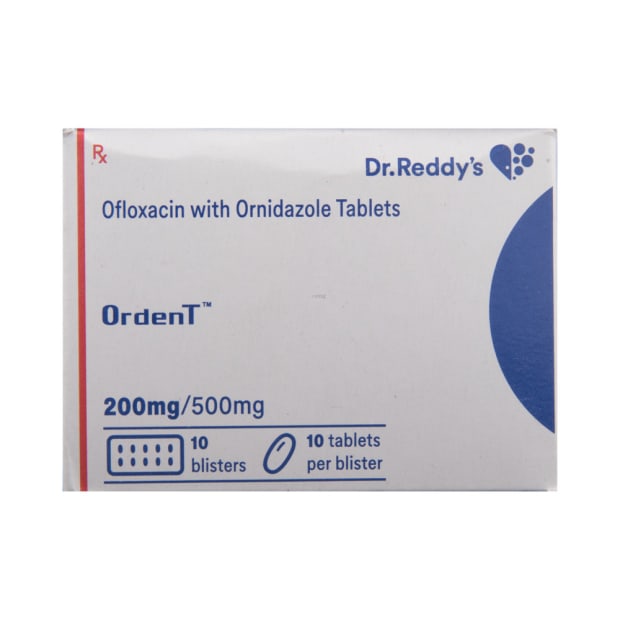 Rx
Dr.Reddy's
Ofloxacin with Ornidazole Tablets
OrdenT™
200mg/500mg
10 blisters
10 tablets per blister